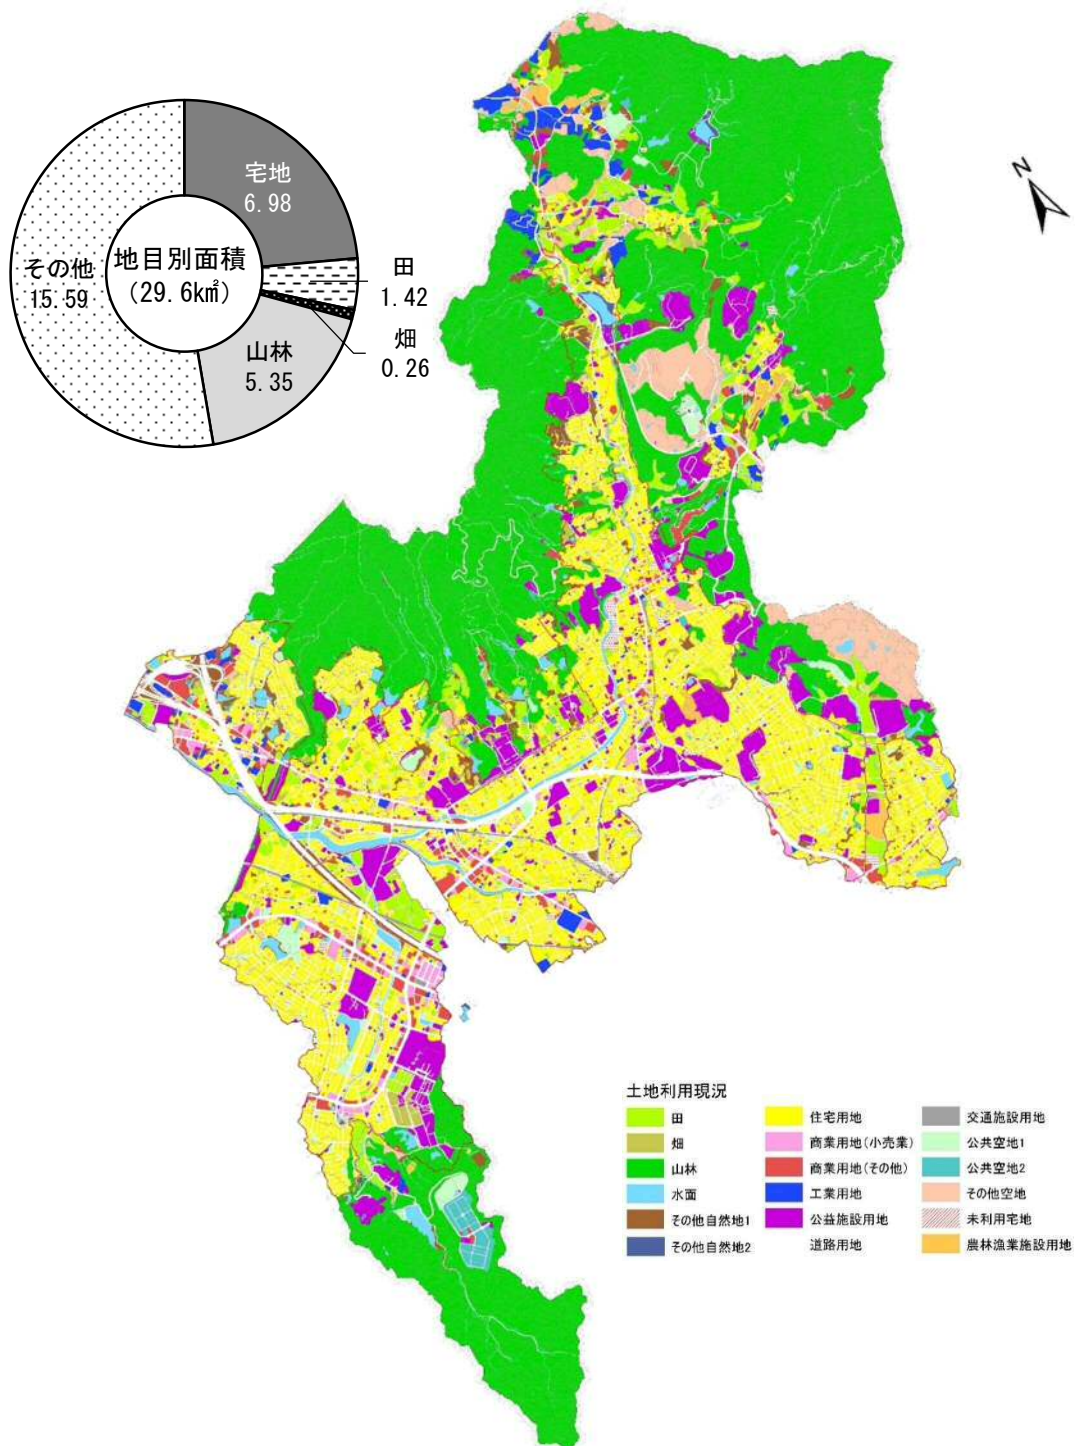 N
宅地
6.98
その他
15.59
地目別面積
(29.6k㎡)
田
1.42
畑
0.26
山林
5.35
土地利用現況
田
畑
山林
水面
その他自然地1
その他自然地2
住宅用地
商業用地(小売業)
商業用地(その他)
工業用地
公益施設用地
道路用地
交通施設用地
公共空地1
公共空地2
その他空地
未利用宅地
農林漁業施設用地